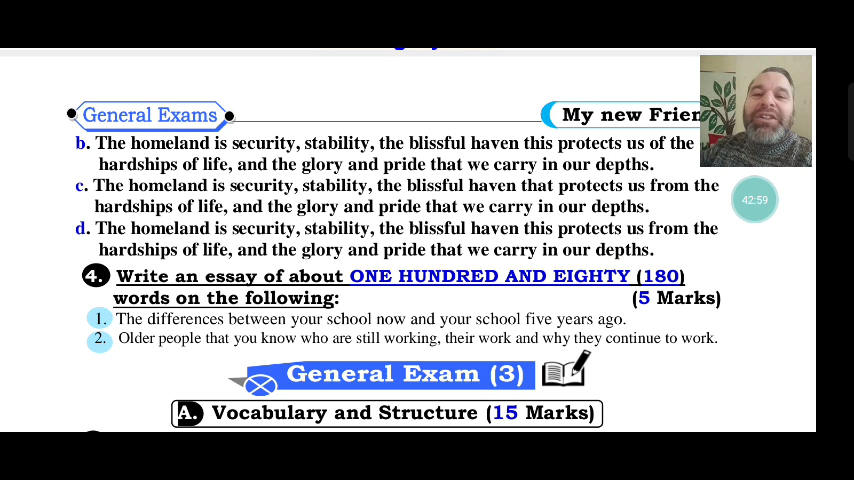 General Exams
My new Frien
b. The homeland is security, stability, the blissful haven this protects us of the
hardships of life, and the glory and pride that we carry in our depths.
c. The homeland is security, stability, the blissful haven that protects us from the
hardships of life, and the glory and pride that we carry in our depths.
42:59
d. The homeland is security, stability, the blissful haven this protects us from the
hardships of life, and the glory and pride that we carry in our depths.
4. Write an essay of about ONE HUNDRED AND EIGHTY (180)
words on the following: (5 Marks)
1. The differences between your school now and your school five years ago.
2. Older people that you know who are still working, their work and why they continue to work.
General Exam (3)
A. Vocabulary and Structure (15 Marks)